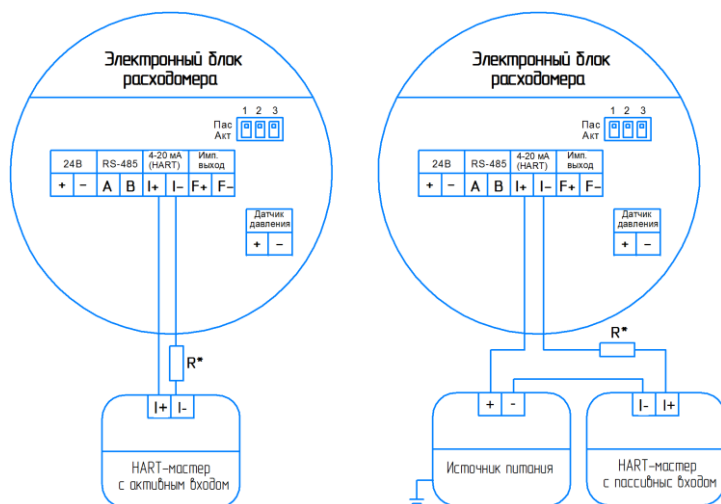 Электронный блок
расходомера
1 2 3
Пас
Акт
24В RS-485 4-20 мА
(HART) Имп.
выход
+ - A B I+ I- F+ F-
Датчик
давления
+ -
R*
I+ I-
HART-мастер
с активным входом
Электронный блок
расходомера
1 2 3
Пас
Акт
24В RS-485 4-20 мА
(HART) Имп.
выход
+ - A B I+ I- F+ F-
Датчик
давления
+ -
R*
+ -
Источник питания
I- I+
HART-мастер
с пассивныс входом